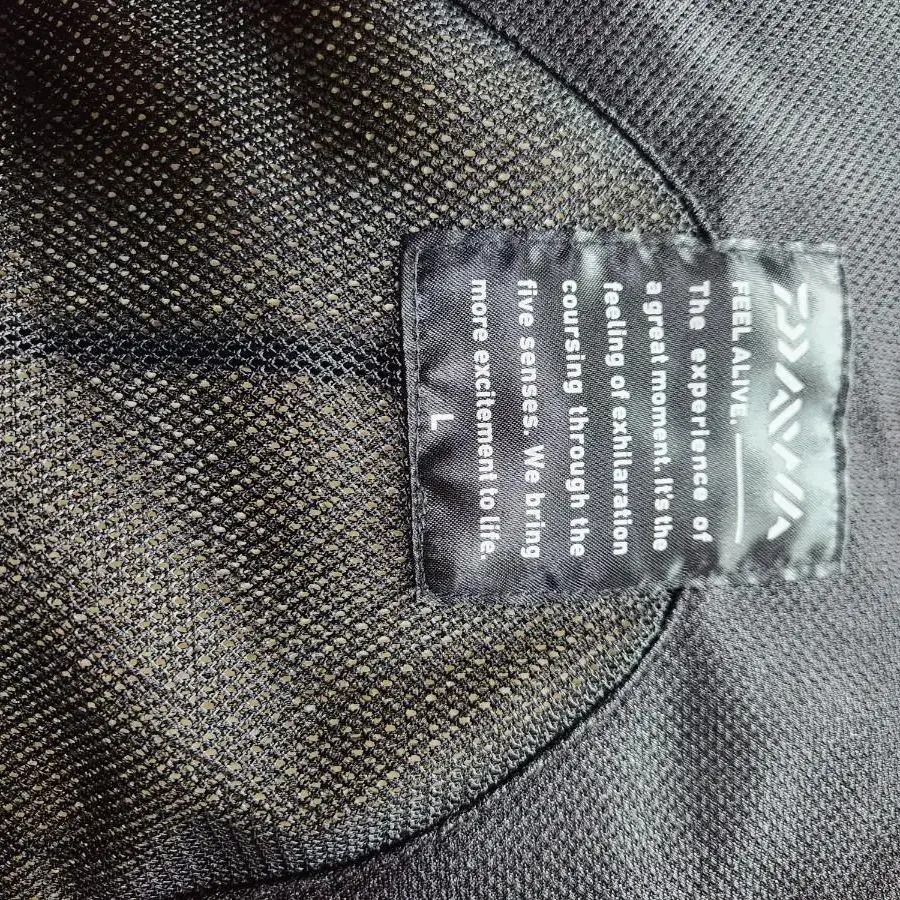 DAIWA
FEEL ALIVE.
The experience of
a great moment. It's the
feeling of exhilaration
coursing through the
five senses. We bring
more excitement to life.
L